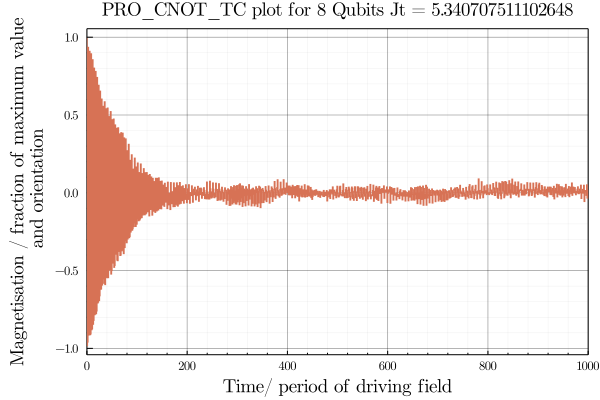 PRO_CNOT_TC plot for 8 Qubits Jt = 5.340707511102648
Magnetisation / fraction of maximum value
and orientation
1.0
0.5
0.0
−0.5
−1.0
0 200 400 600 800 1000
Time/ period of driving field